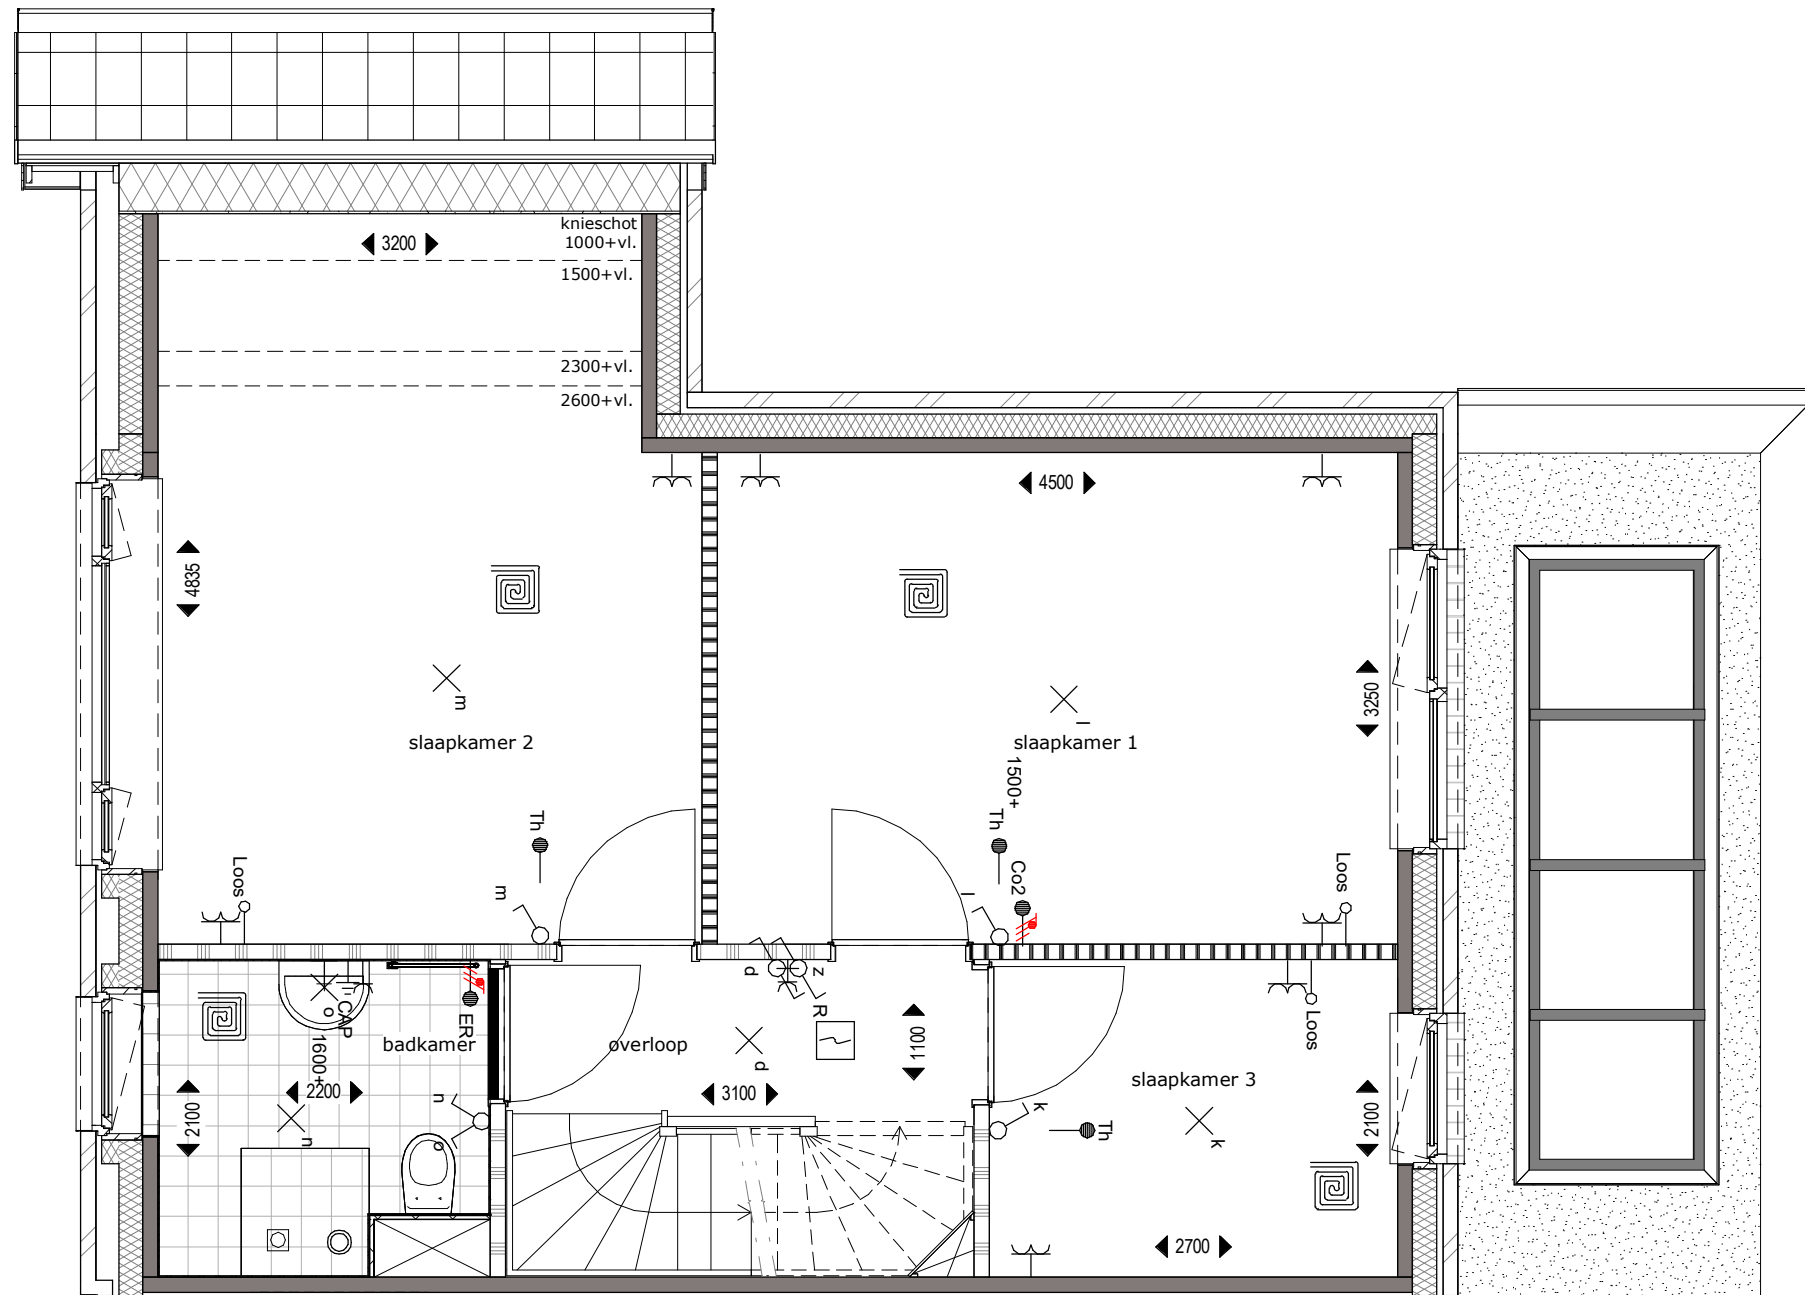 knieschot
1000+vl.
3200
1500+vl.
2300+vl.
2600+vl.
4500
4835
3250
m
slaapkamer 2
l
slaapkamer 1
1500+
Th
Th
Loos
m
l
Co2
Loos
d
z
R
o
CAP
1600+
ER
badkamer
overloop
d
1100
Loos
slaapkamer 3
2200
3100
2100
n
n
o
k
Th
k
2100
2700